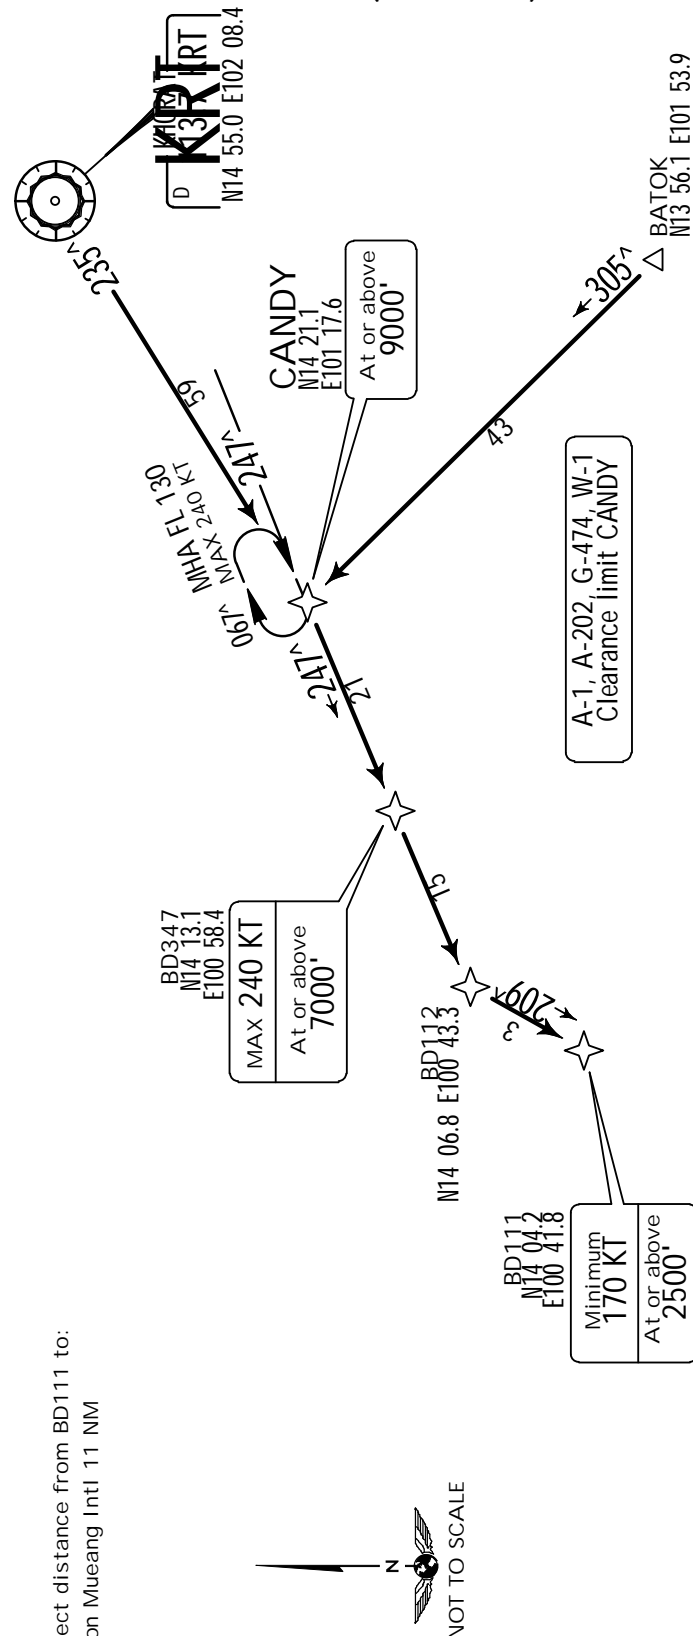 ect distance from BD111 to:
on Mueang Intl 11 NM
D
KRT
N14 55.0 E102 08.4
235^
59
247^
MHA FL 130
MAX 240 KT
067^
CANDY
N14 21.1
E101 17.6
At or above
9000'
BATOK
N13 56.1 E101 53.9
305^
43
247^
21
A-1, A-202, G-474, W-1
Clearance limit CANDY
BD347
N14 13.1
E100 58.4
MAX 240 KT
At or above
7000'
15
BD112
N14 06.8 E100 43.3
209^
3
BD111
N14 04.2
E100 41.8
Minimum
170 KT
At or above
2500'
N
NOT TO SCALE